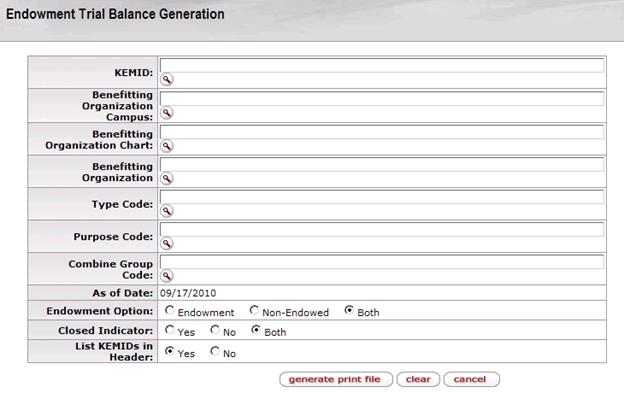 Endowment Trial Balance Generation
KEMID:
Benefitting
Organization
Campus:
Benefitting
Organization Chart:
Benefitting
Organization
Type Code:
Purpose Code:
Combine Group
Code:
As of Date: 09/17/2010
Endowment Option: Endowment Non-Endowed Both
Closed Indicator: Yes No Both
List KEMIDs in
Header: Yes No
generate print file clear cancel